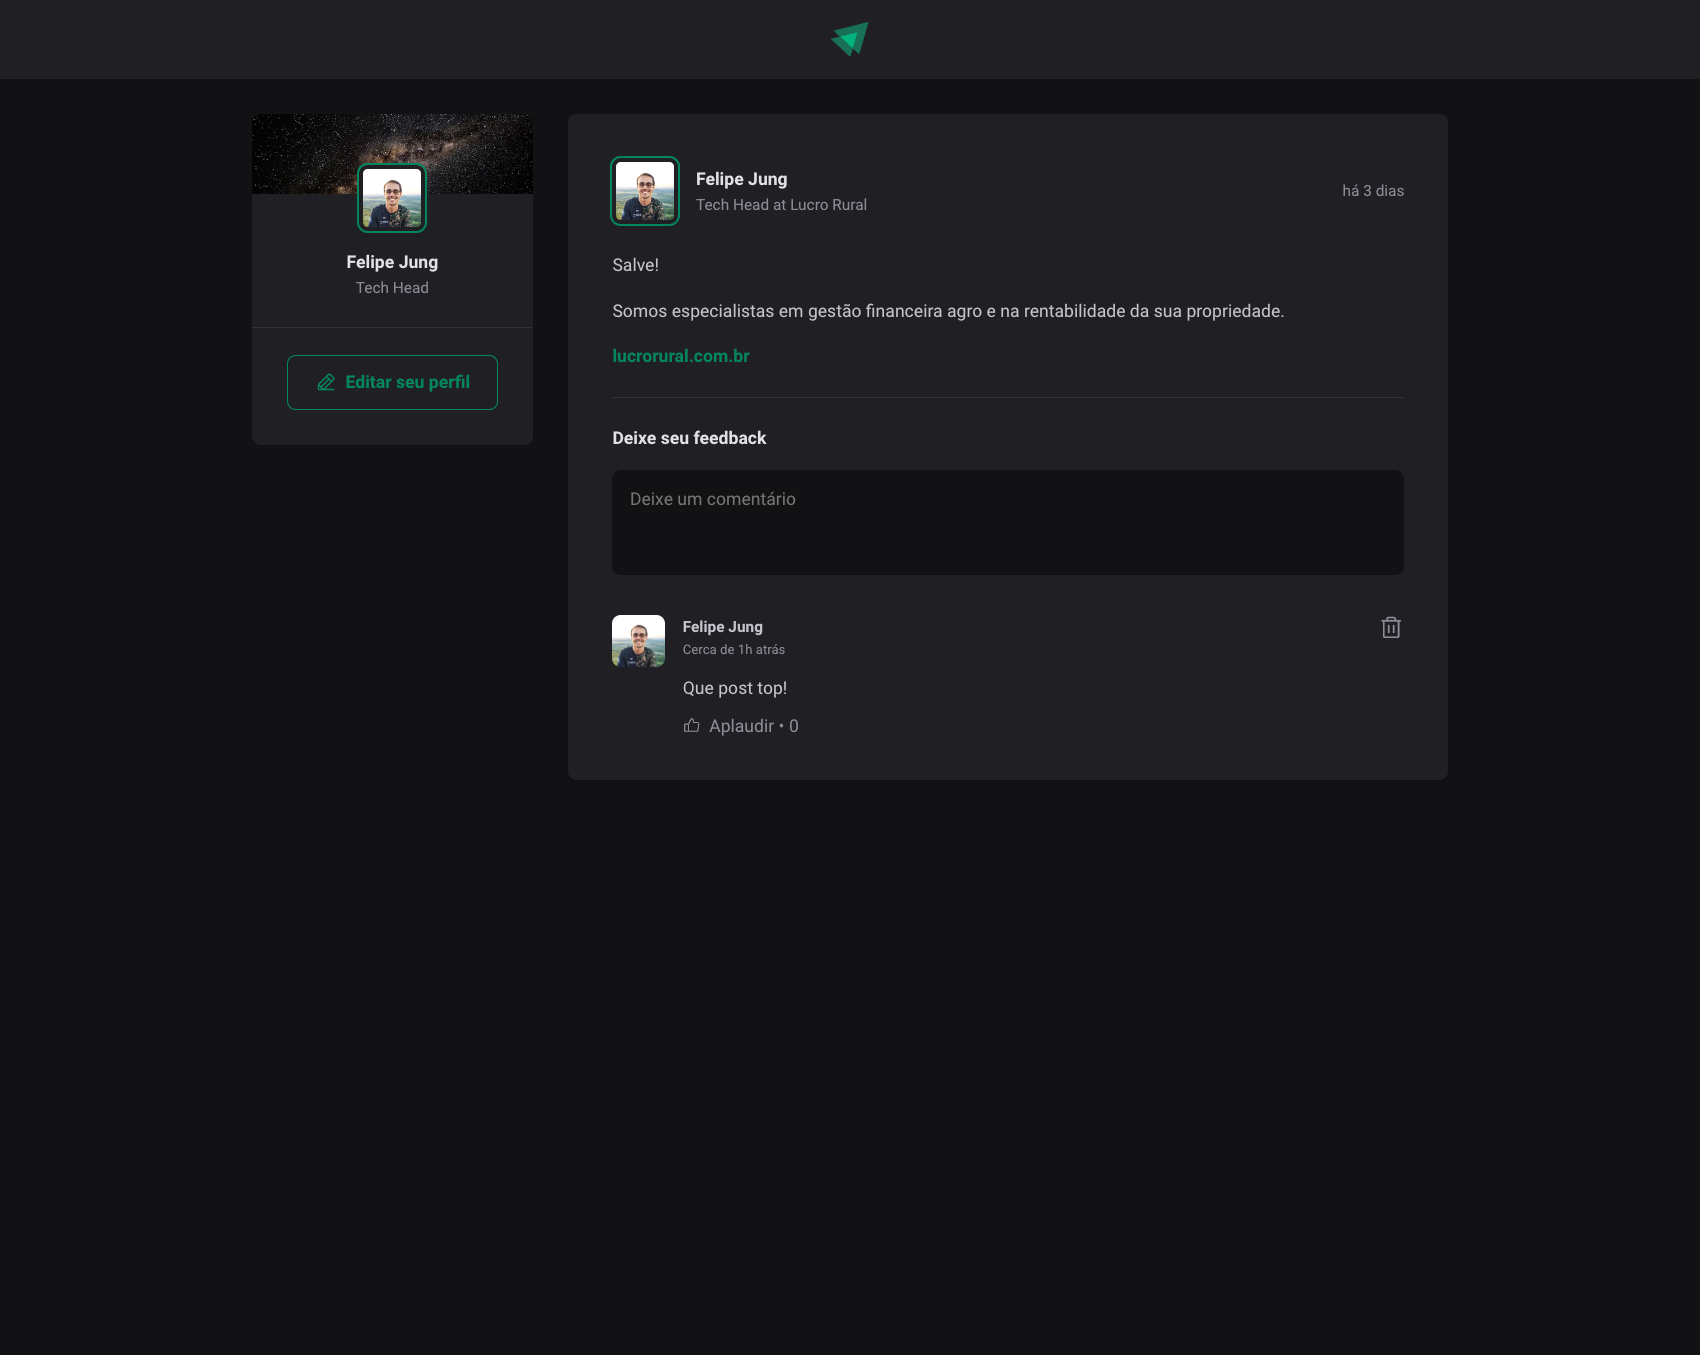 Felipe Jung
Tech Head
Editar seu perfil
Felipe Jung
Tech Head at Lucro Rural
há 3 dias
Salve!
Somos especialistas em gestão financeira agro e na rentabilidade da sua propriedade.
lucrorural.com.br
Deixe seu feedback
Deixe um comentário
Felipe Jung
Cerca de 1h atrás
Que post top!
Aplaudir • 0